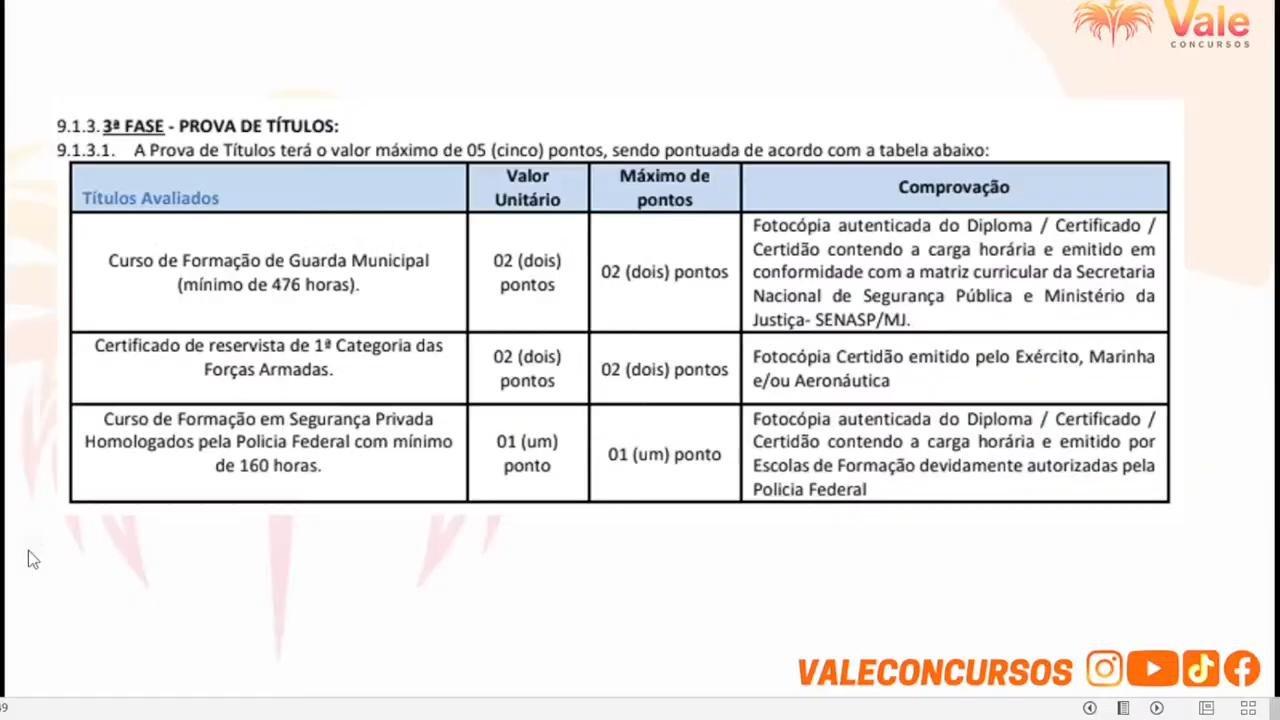 Vale
CONCURSOS
9.1.3. 3ª FASE - PROVA DE TÍTULOS:
9.1.3.1. A Prova de Títulos terá o valor máximo de 05 (cinco) pontos, sendo pontuada de acordo com a tabela abaixo:
Títulos Avaliados
Valor
Unitário
Máximo de
pontos
Comprovação
Curso de Formação de Guarda Municipal
(mínimo de 476 horas).
02 (dois)
pontos
02 (dois) pontos
Fotocópia autenticada do Diploma / Certificado /
Certidão contendo a carga horária e emitido em
conformidade com a matriz curricular da Secretaria
Nacional de Segurança Pública e Ministério da
Justiça- SENASP/MJ.
Certificado de reservista de 1ª Categoria das
Forças Armadas.
02 (dois)
pontos
02 (dois) pontos
Fotocópia Certidão emitido pelo Exército, Marinha
e/ou Aeronáutica
Curso de Formação em Segurança Privada
Homologados pela Policia Federal com mínimo
de 160 horas.
01 (um)
ponto
01 (um) ponto
Fotocópia autenticada do Diploma / Certificado /
Certidão contendo a carga horária e emitido por
Escolas de Formação devidamente autorizadas pela
Policia Federal
VALECONCURSOS
49